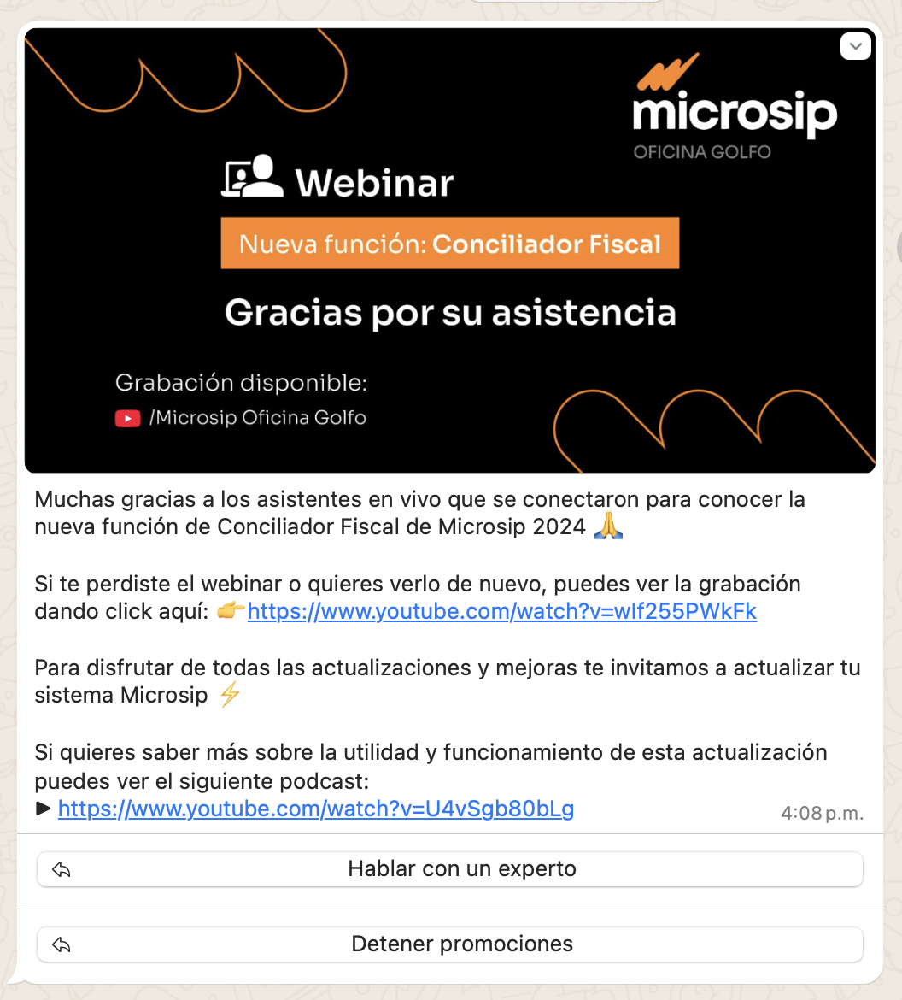 microsip
OFICINA GOLFO
Webinar
Nueva función: Conciliador Fiscal
Gracias por su asistencia
Grabación disponible:
/Microsip Oficina Golfo
Muchas gracias a los asistentes en vivo que se conectaron para conocer la
nueva función de Conciliador Fiscal de Microsip 2024 🙏
Si te perdiste el webinar o quieres verlo de nuevo, puedes ver la grabación
dando click aquí: 👉https://www.youtube.com/watch?v=wIf255PWkFk
Para disfrutar de todas las actualizaciones y mejoras te invitamos a actualizar tu
sistema Microsip ⚡
Si quieres saber más sobre la utilidad y funcionamiento de esta actualización
puedes ver el siguiente podcast:
▶ https://www.youtube.com/watch?v=U4vSgb80bLg
4:08 p.m.
Hablar con un experto
Detener promociones